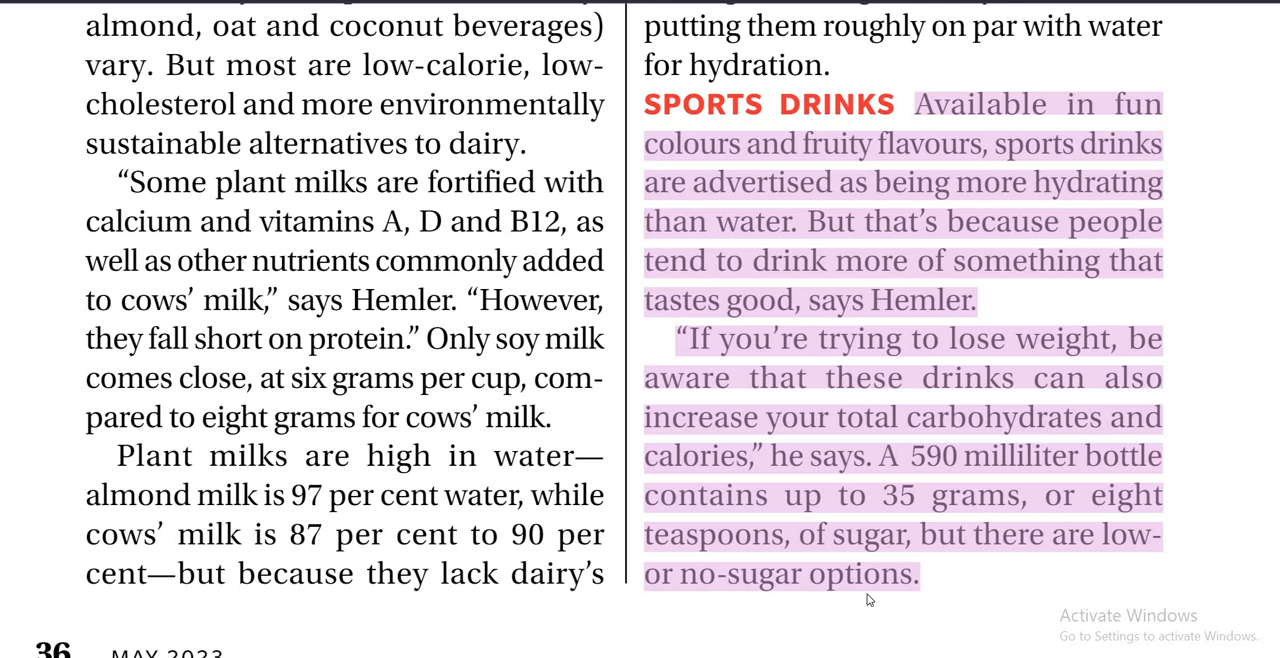 almond, oat and coconut beverages)
vary. But most are low-calorie, low-
cholesterol and more environmentally
sustainable alternatives to dairy.
“Some plant milks are fortified with
calcium and vitamins A, D and B12, as
well as other nutrients commonly added
to cows’ milk,” says Hemler. “However,
they fall short on protein.” Only soy milk
comes close, at six grams per cup, com-
pared to eight grams for cows’ milk.
Plant milks are high in water—
almond milk is 97 per cent water, while
cows’ milk is 87 per cent to 90 per
cent—but because they lack dairy’s
putting them roughly on par with water
for hydration.
SPORTS DRINKS Available in fun
colours and fruity flavours, sports drinks
are advertised as being more hydrating
than water. But that’s because people
tend to drink more of something that
tastes good, says Hemler.
“If you’re trying to lose weight, be
aware that these drinks can also
increase your total carbohydrates and
calories,” he says. A 590 milliliter bottle
contains up to 35 grams, or eight
teaspoons, of sugar, but there are low-
or no-sugar options.
36 MAY 2023
Activate Windows
Go to Settings to activate Windows.